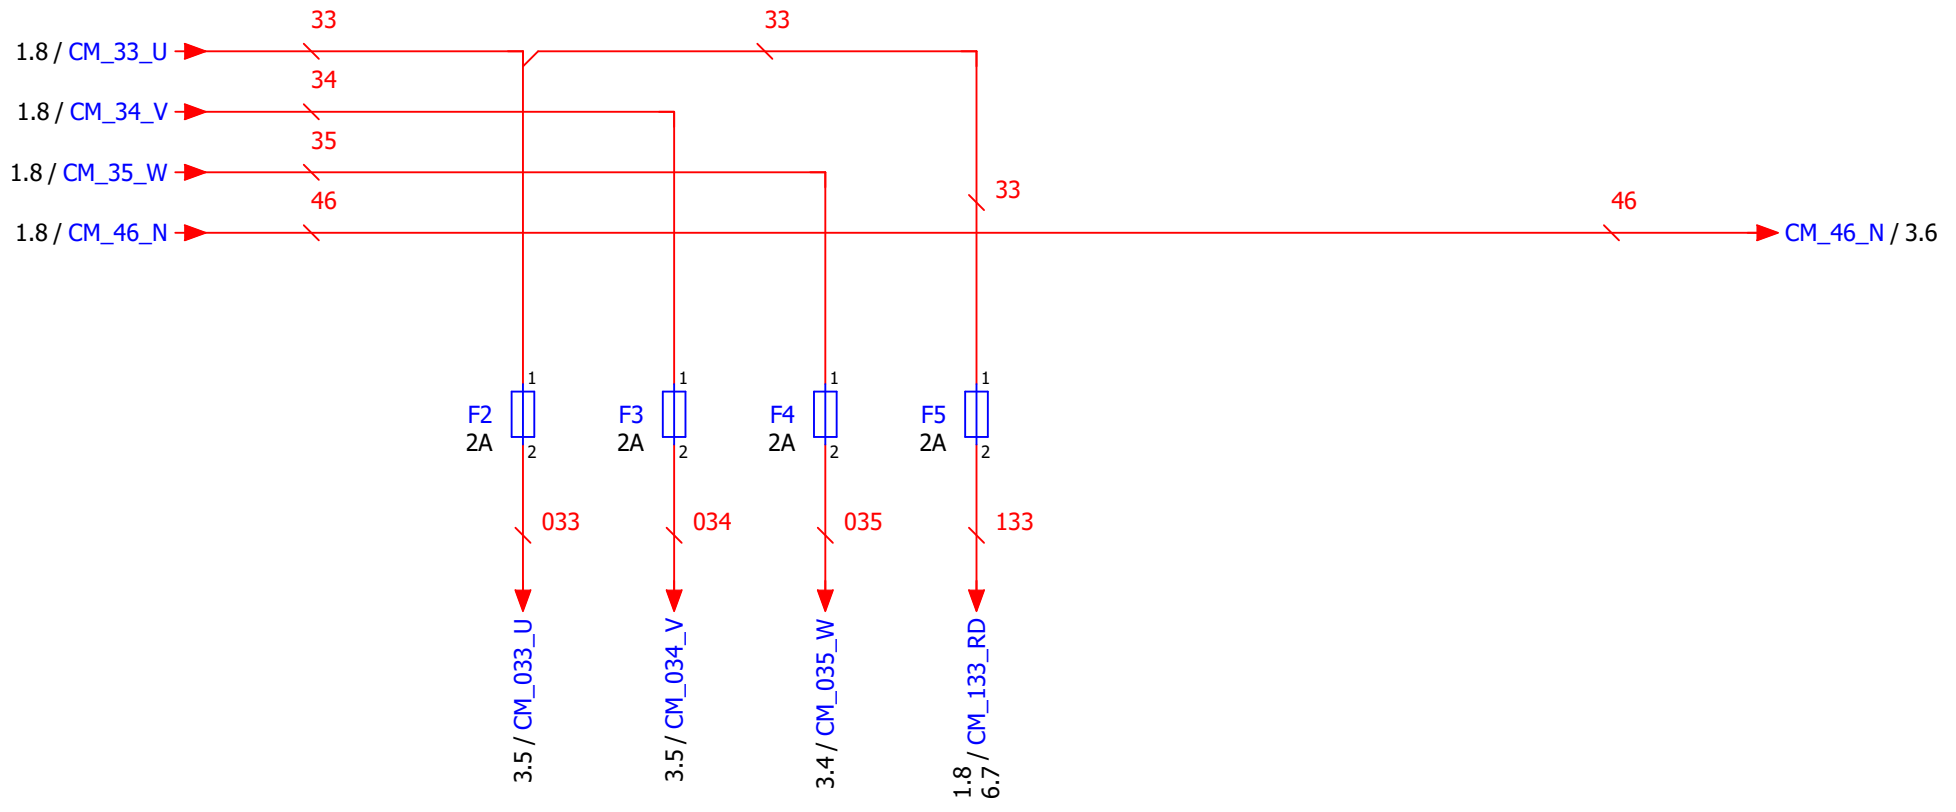 33
33
1.8 / CM_33_U
34
1.8 / CM_34_V
35
1.8 / CM_35_W
33
46
46
1.8 / CM_46_N
CM_46_N / 3.6
1
1
1
1
F2
F3
F4
F5
2A
2A
2A
2A
2
2
2
2
033
034
035
133
3.5 / CM_033_U
3.5 / CM_034_V
3.4 / CM_035_W
1.8 / CM_133_RD
6.7